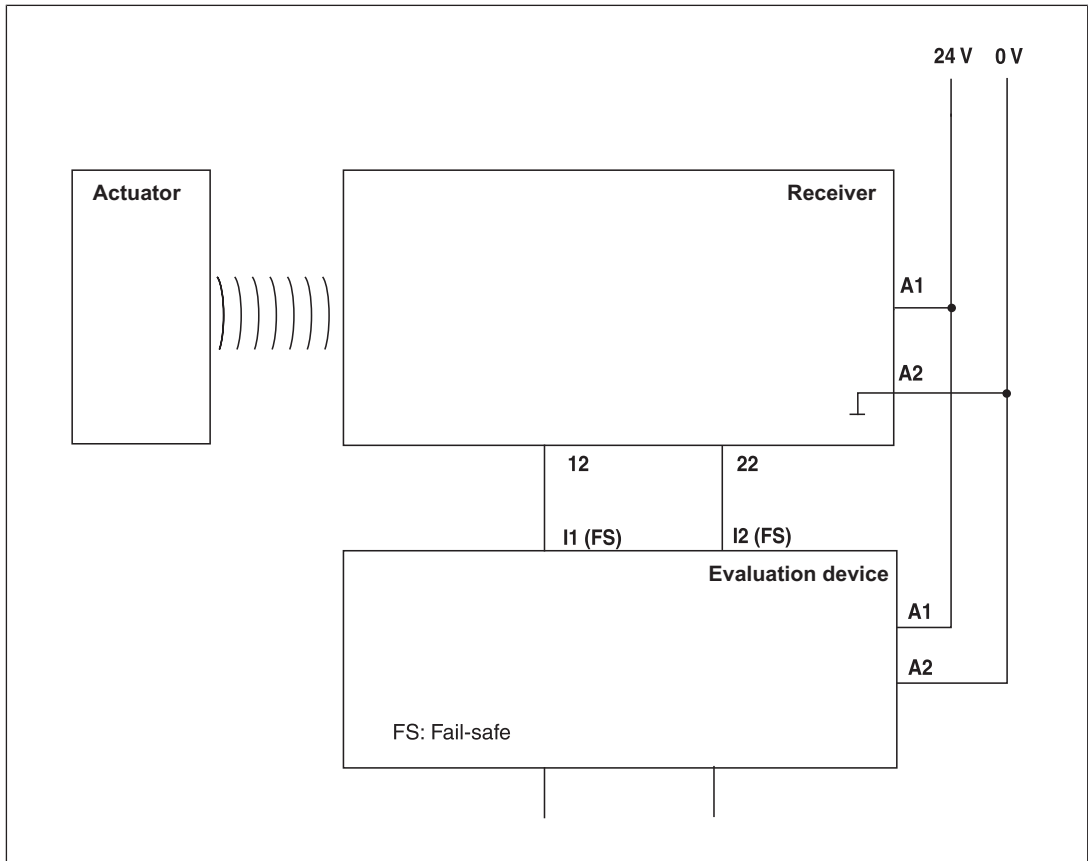 24 V 0 V
Actuator
Receiver
A1
A2
12
22
I1 (FS)
I2 (FS)
Evaluation device
A1
A2
FS: Fail-safe